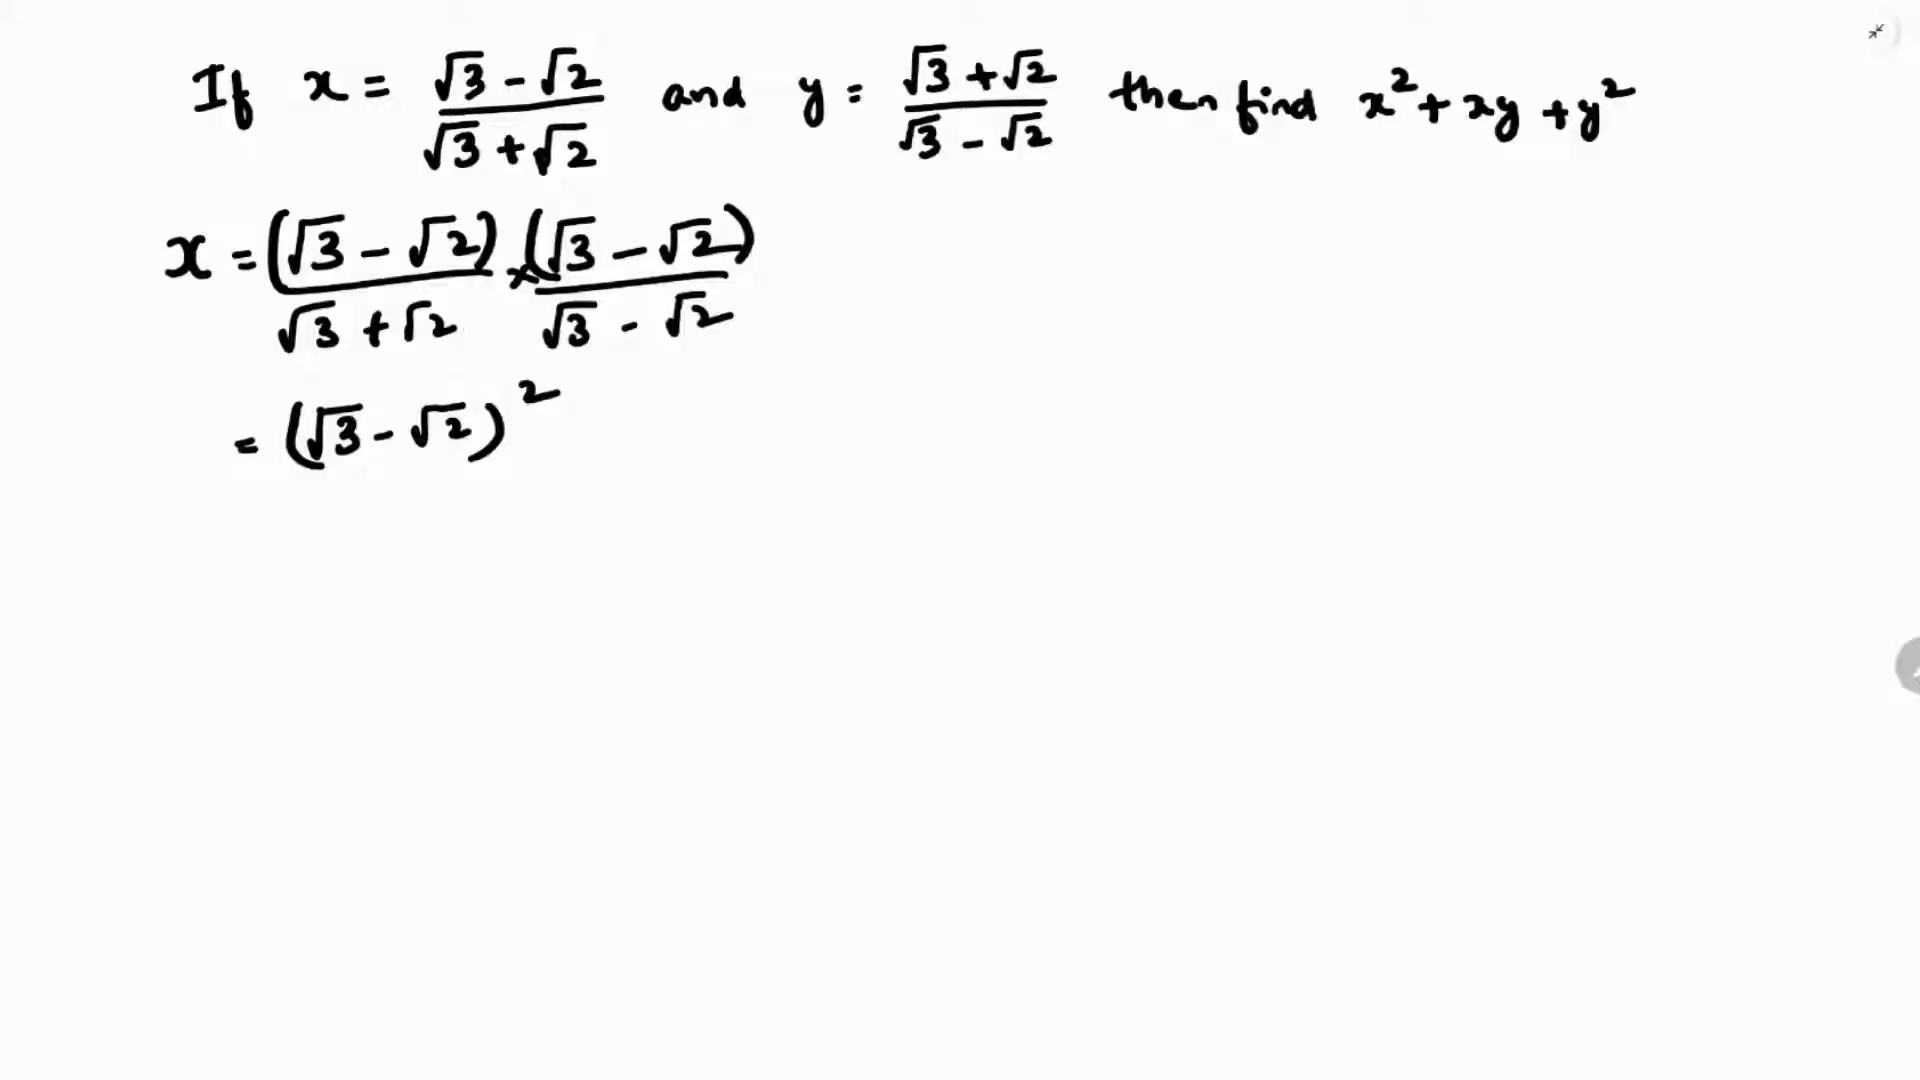 If x = (√3 - √2)/(√3 + √2) and y = (√3 + √2)/(√3 - √2) then find x² + xy + y²
x = (√3 - √2)/(√3 + √2) × (√3 - √2)/(√3 - √2)
= (√3 - √2)²